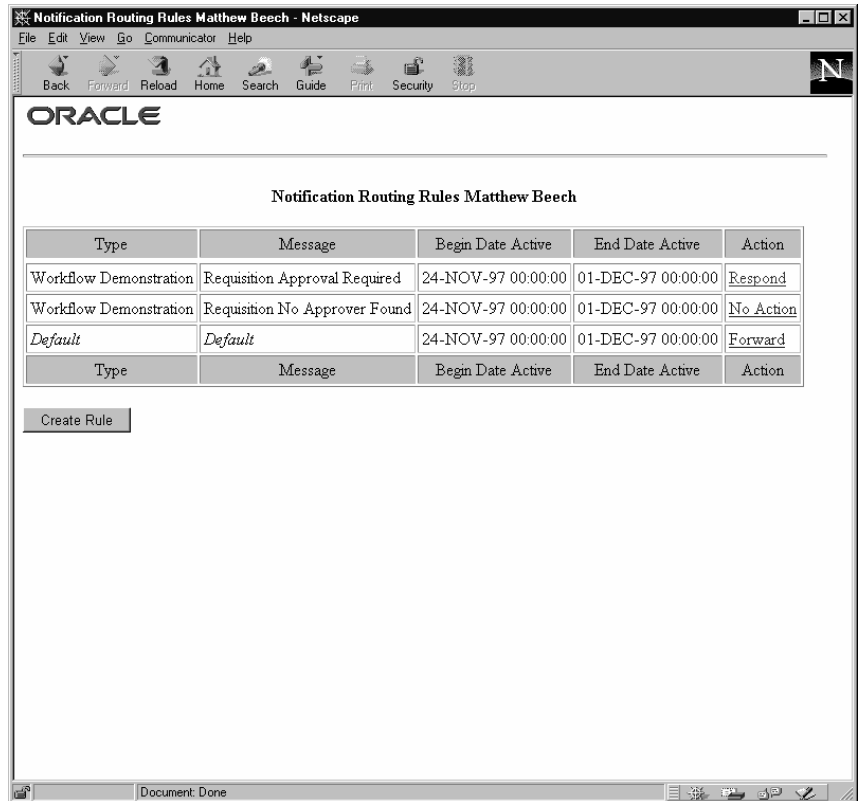 Notification Routing Rules Matthew Beech - Netscape
File Edit View Go Communicator Help
Back Forward Reload Home Search Guide Print Security Stop
N
ORACLE
Notification Routing Rules Matthew Beech
Type Message Begin Date Active End Date Active Action
Workflow Demonstration Requisition Approval Required 24-NOV-97 00:00:00 01-DEC-97 00:00:00 Respond
Workflow Demonstration Requisition No Approver Found 24-NOV-97 00:00:00 01-DEC-97 00:00:00 No Action
Default Default 24-NOV-97 00:00:00 01-DEC-97 00:00:00 Forward
Type Message Begin Date Active End Date Active Action
Create Rule
Document: Done